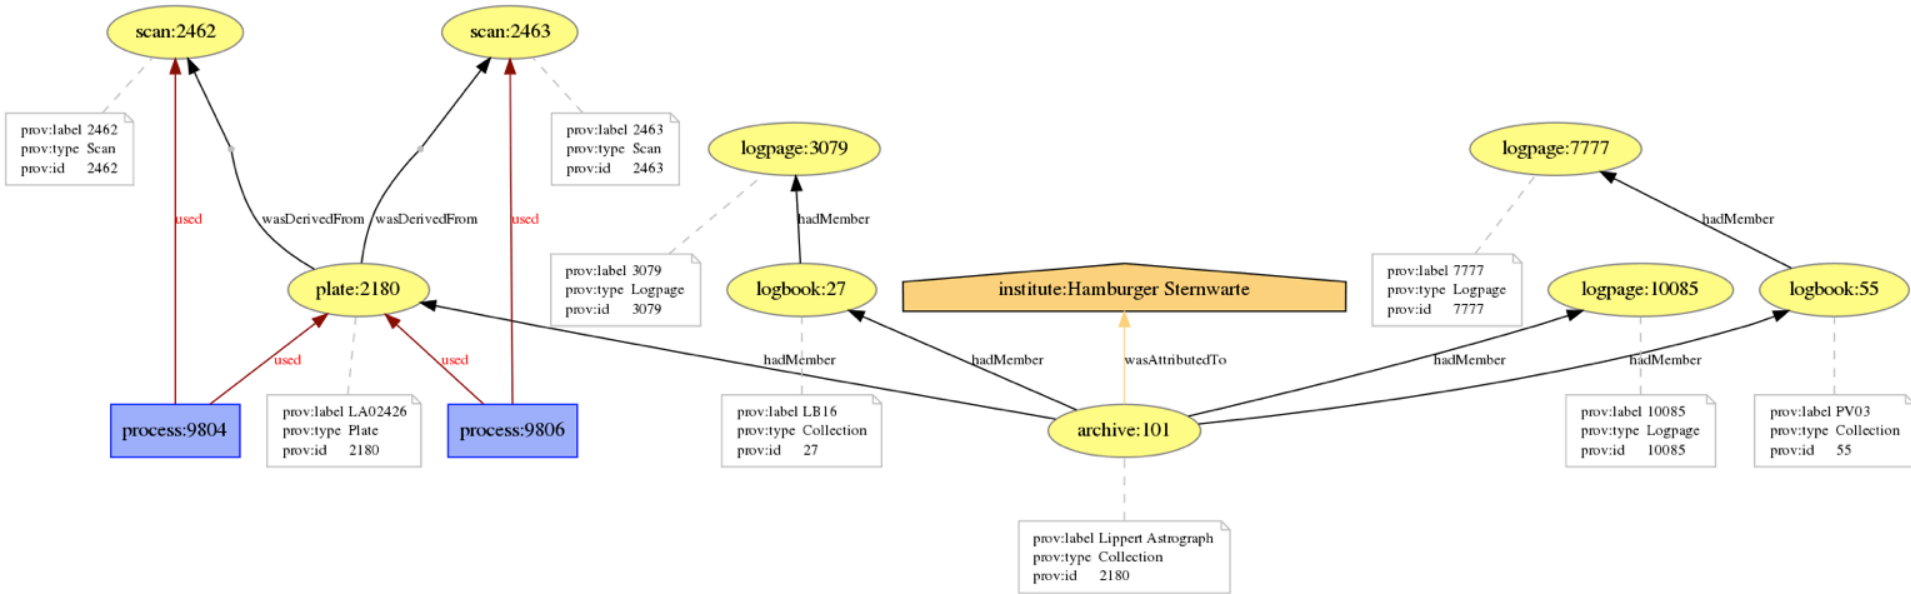 scan:2462
scan:2463
prov:label 2462
prov:type Scan
prov:id 2462
prov:label 2463
prov:type Scan
prov:id 2463
logpage:3079
logpage:7777
used
wasDerivedFrom
wasDerivedFrom
used
hadMember
hadMember
plate:2180
prov:label 3079
prov:type Logpage
prov:id 3079
logbook:27
institute:Hamburger Sternwarte
prov:label 7777
prov:type Logpage
prov:id 7777
logpage:10085
logbook:55
used
used
hadMember
hadMember
wasAttributedTo
hadMember
hadMember
process:9804
prov:label LA02426
prov:type Plate
prov:id 2180
process:9806
prov:label LB16
prov:type Collection
prov:id 27
archive:101
prov:label 10085
prov:type Logpage
prov:id 10085
prov:label PV03
prov:type Collection
prov:id 55
prov:label Lippert Astrograph
prov:type Collection
prov:id 2180